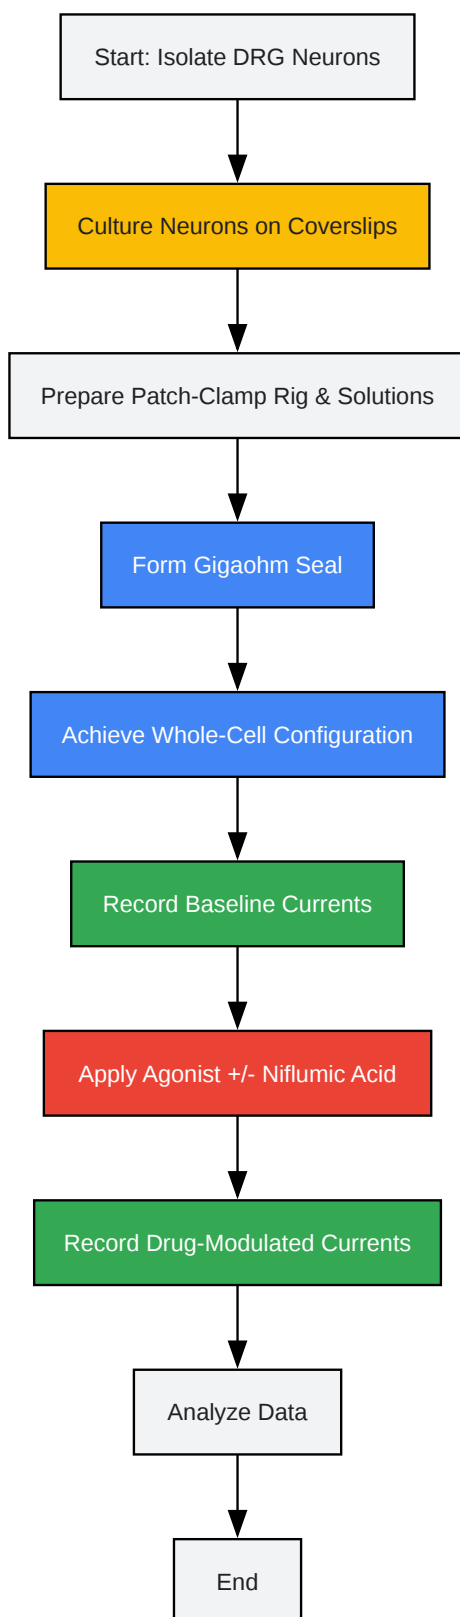 Start: Isolate DRG Neurons
Culture Neurons on Coverslips
Prepare Patch-Clamp Rig & Solutions
Form Gigaohm Seal
Achieve Whole-Cell Configuration
Record Baseline Currents
Apply Agonist +/- Niflumic Acid
Record Drug-Modulated Currents
Analyze Data
End